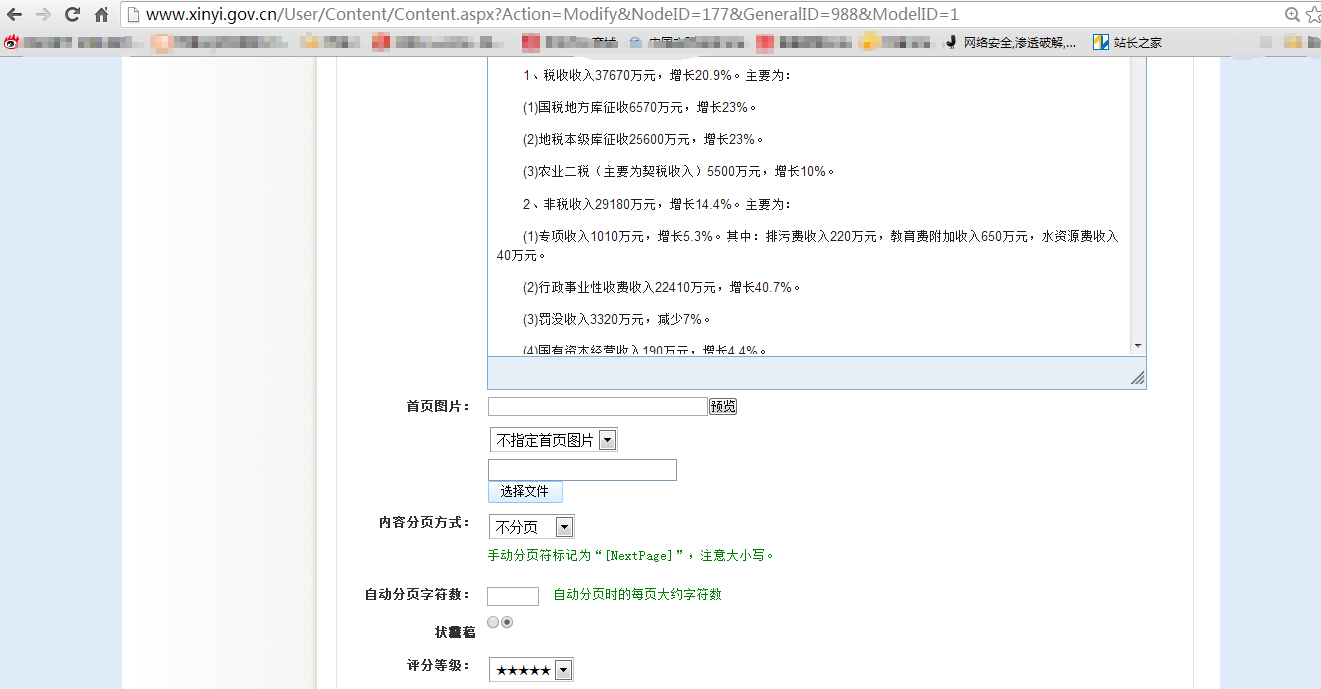 www.xinyi.gov.cn/User/Content/Content.aspx?Action=Modify&NodeID=177&GeneralID=988&ModelID=1
网络安全,渗透破解,... 站长之家
1、税收收入37670万元，增长20.9%。主要为：
(1)国税地方库征收6570万元，增长23%。
(2)地税本级库征收25600万元，增长23%。
(3)农业二税（主要为契税收入）5500万元，增长10%。
2、非税收入29180万元，增长14.4%。主要为：
(1)专项收入1010万元，增长5.3%。其中：排污费收入220万元，教育费附加收入650万元，水资源费收入
40万元。
(2)行政事业性收费收入22410万元，增长40.7%。
(3)罚没收入3320万元，减少7%。
(4)国有资本经营收入190万元，增长4.4%。
首页图片： 预览
不指定首页图片
选择文件
内容分页方式： 不分页
手动分页符标记为“[NextPage]”，注意大小写。
自动分页字符数： 自动分页时的每页大约字符数
评分等级： ★★★★★